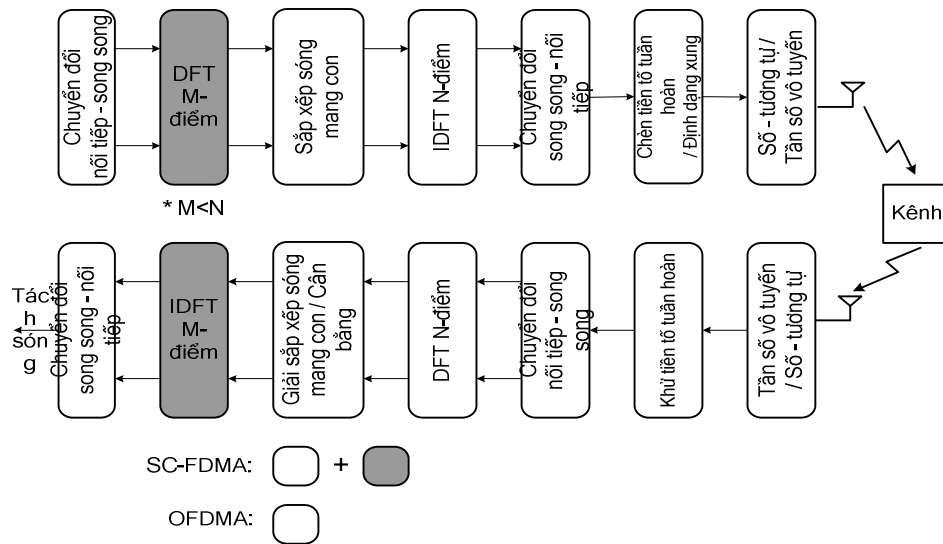 Chuyển đổi
nối tiếp - song song
DFT
M-
điểm
Sắp xếp sóng
mang con
IDFT N-điểm
Chuyển đổi
song song - nối
tiếp
Chèn tiền tố tuần
hoàn
/ Định dạng xung
Số - tương tự /
Tần số vô tuyến
* M<N
Kênh
Tác
h
són
g
Chuyển đổi
song song - nối
tiếp
IDFT
M-
điểm
Giải sắp xếp sóng
mang con / Cân
bằng
DFT N-điểm
Chuyển đổi
nối tiếp - song
song
Khử tiền tố tuần hoàn
Tần số vô tuyến
/ Số - tương tự
SC-FDMA:
+
OFDMA: